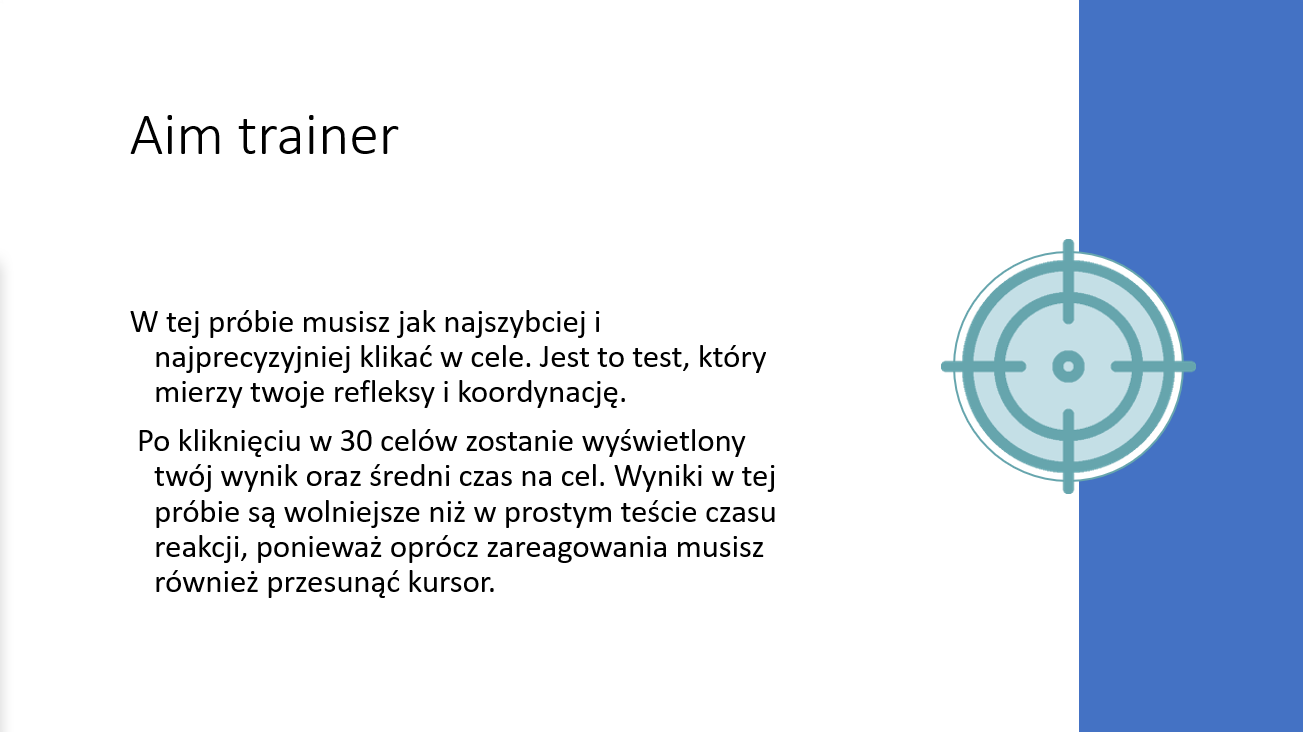 Aim trainer
W tej próbie musisz jak najszybciej i
najprecyzyjniej klikać w cele. Jest to test, który
mierzy twoje refleksy i koordynację.
Po kliknięciu w 30 celów zostanie wyświetlony
twój wynik oraz średni czas na cel. Wyniki w tej
próbie są wolniejsze niż w prostym teście czasu
reakcji, ponieważ oprócz zareagowania musisz
również przesunąć kursor.